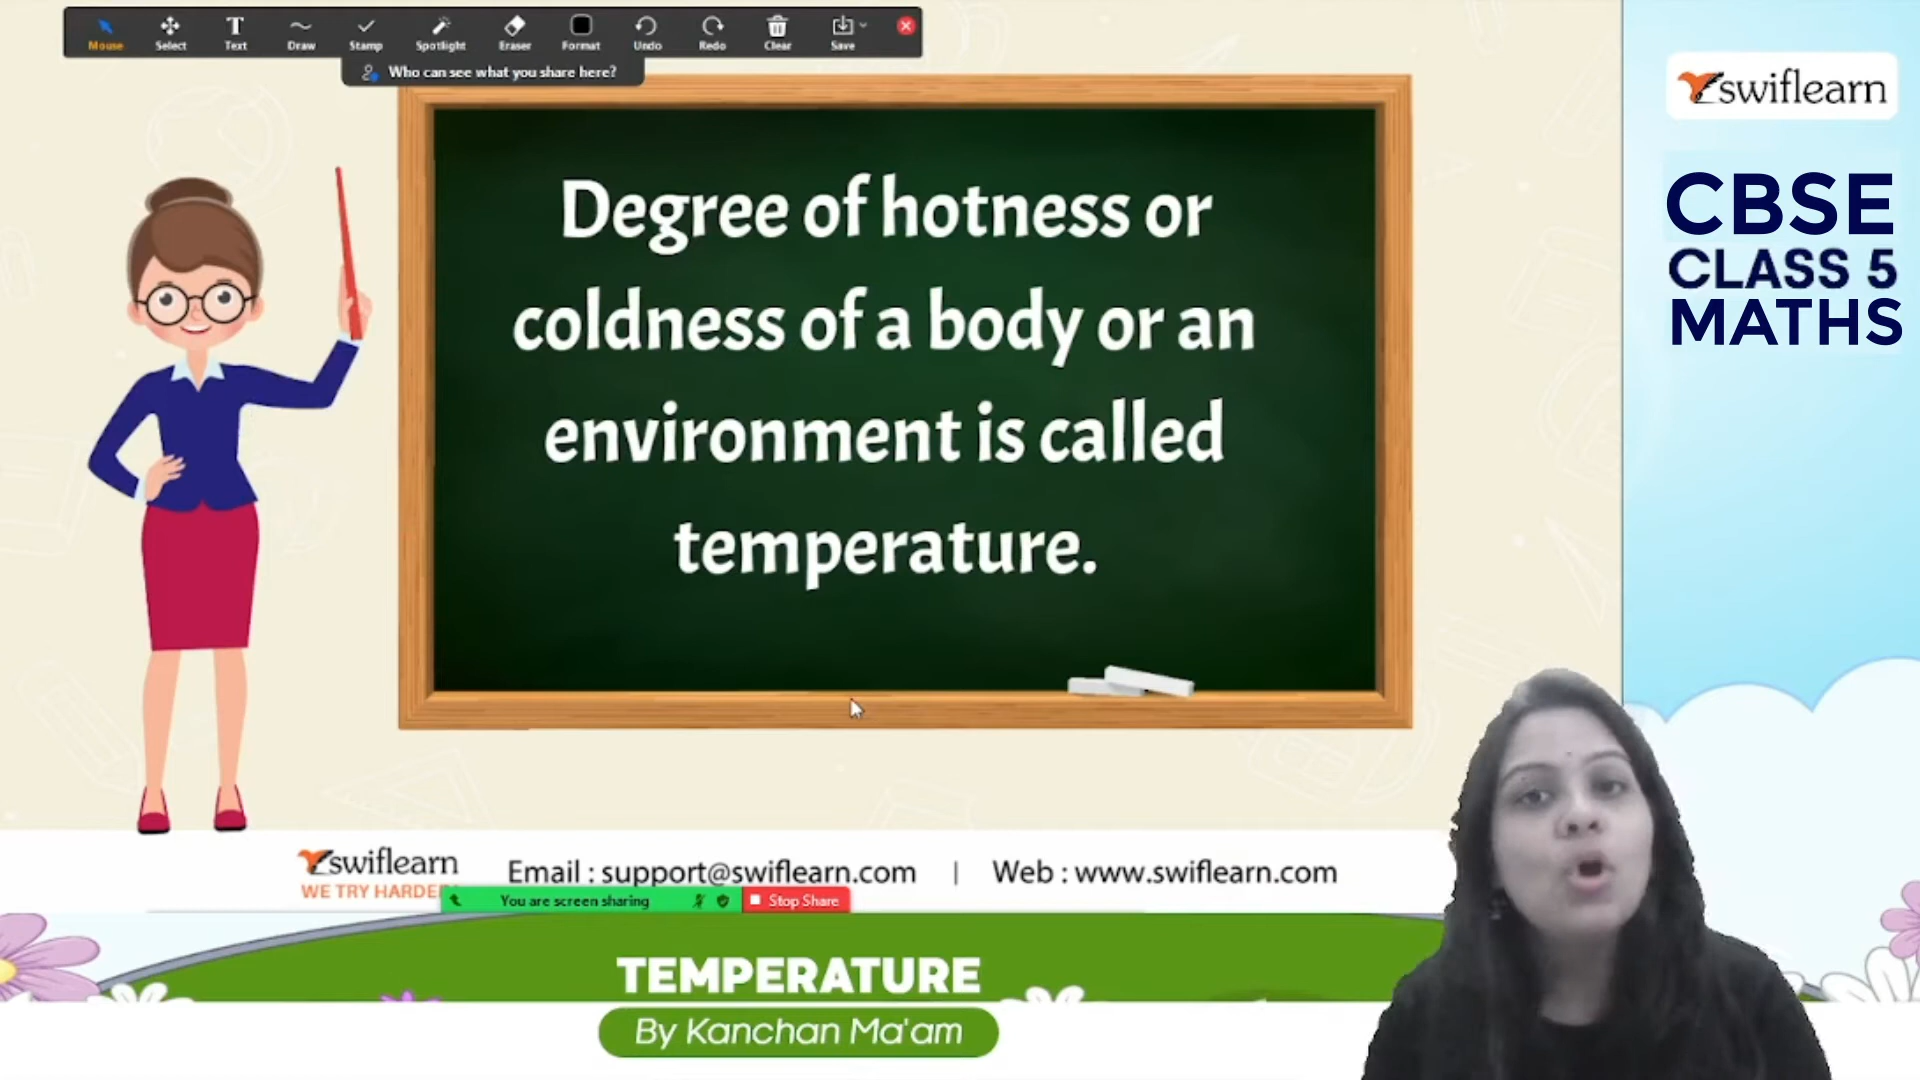 Mouse Select Text Draw Stamp Spotlight Eraser Format Undo Redo Clear Save
Who can see what you share here?
swiflearn
CBSE
CLASS 5
MATHS
Degree of hotness or
coldness of a body or an
environment is called
temperature.
swiflearn
WE TRY HARDER
Email : support@swiflearn.com | Web : www.swiflearn.com
You are screen sharing Stop Share
TEMPERATURE
By Kanchan Ma'am